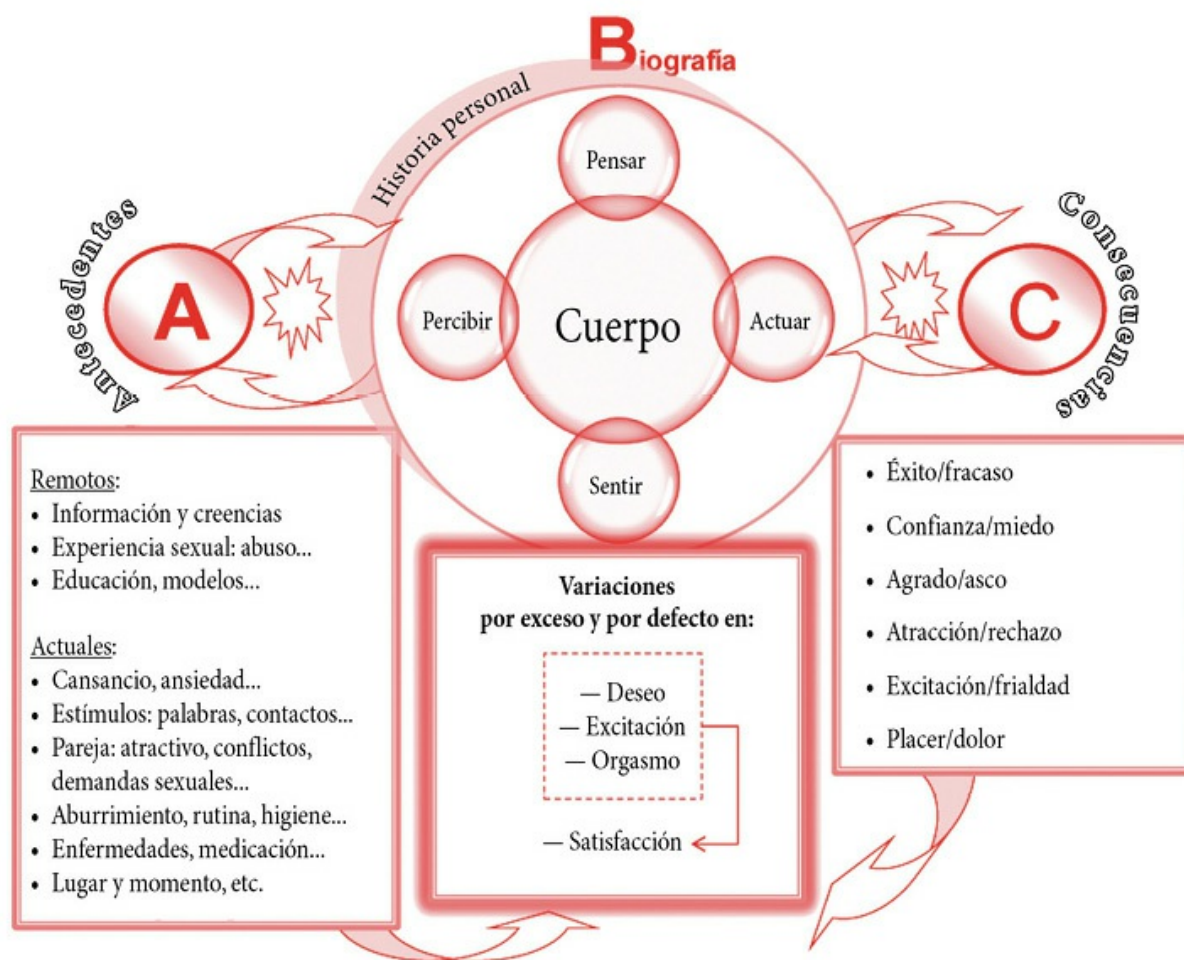 Biografía
Historia personal
Pensar
Antecedentes
A
Percibir
Cuerpo
Actuar
C
Consecuencias
Sentir
Remotos:
• Información y creencias
• Experiencia sexual: abuso...
• Educación, modelos...
Actuales:
• Cansancio, ansiedad...
• Estímulos: palabras, contactos...
• Pareja: atractivo, conflictos,
demandas sexuales...
• Aburrimiento, rutina, higiene...
• Enfermedades, medicación...
• Lugar y momento, etc.
Variaciones
por exceso y por defecto en:
— Deseo
— Excitación
— Orgasmo
— Satisfacción
• Éxito/fracaso
• Confianza/miedo
• Agrado/asco
• Atracción/rechazo
• Excitación/frialdad
• Placer/dolor